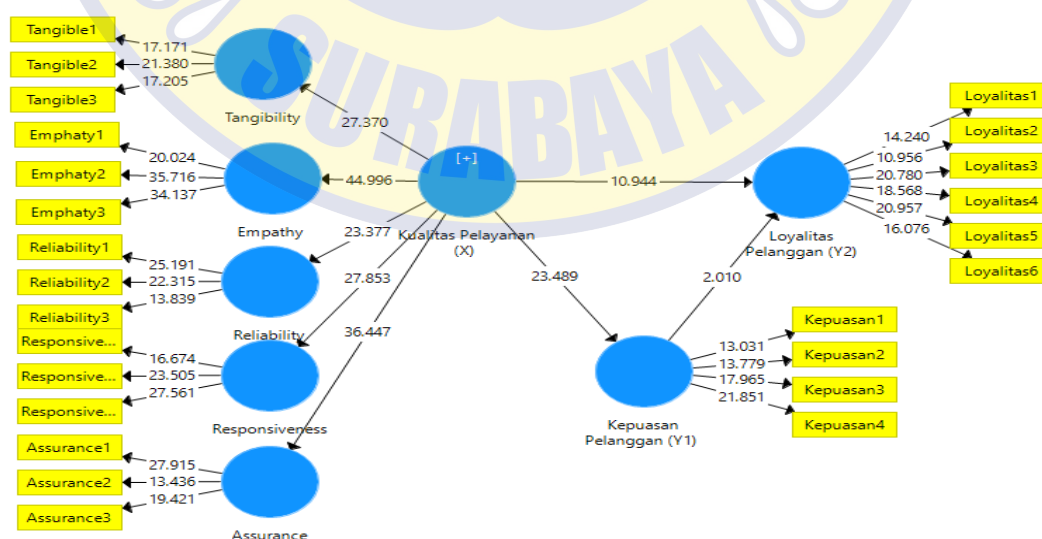 Tangible1
Tangible2
Tangible3
17.171
21.380
17.205
Tangibility
27.370
SURABAYA
Emphaty1
Emphaty2
Emphaty3
20.024
35.716
34.137
Empathy
44.996
[+]
Kualitas Pelayanan
(X)
10.944
Reliability1
Reliability2
Reliability3
25.191
22.315
13.839
Reliability
23.377
Responsive...
Responsive...
Responsive...
16.674
23.505
27.561
Responsiveness
27.853
Assurance1
Assurance2
Assurance3
27.915
13.436
19.421
Assurance
36.447
23.489
2.010
Loyalitas
Pelanggan (Y2)
14.240
10.956
20.780
18.568
20.957
16.076
Loyalitas1
Loyalitas2
Loyalitas3
Loyalitas4
Loyalitas5
Loyalitas6
Kepuasan
Pelanggan (Y1)
13.031
13.779
17.965
21.851
Kepuasan1
Kepuasan2
Kepuasan3
Kepuasan4